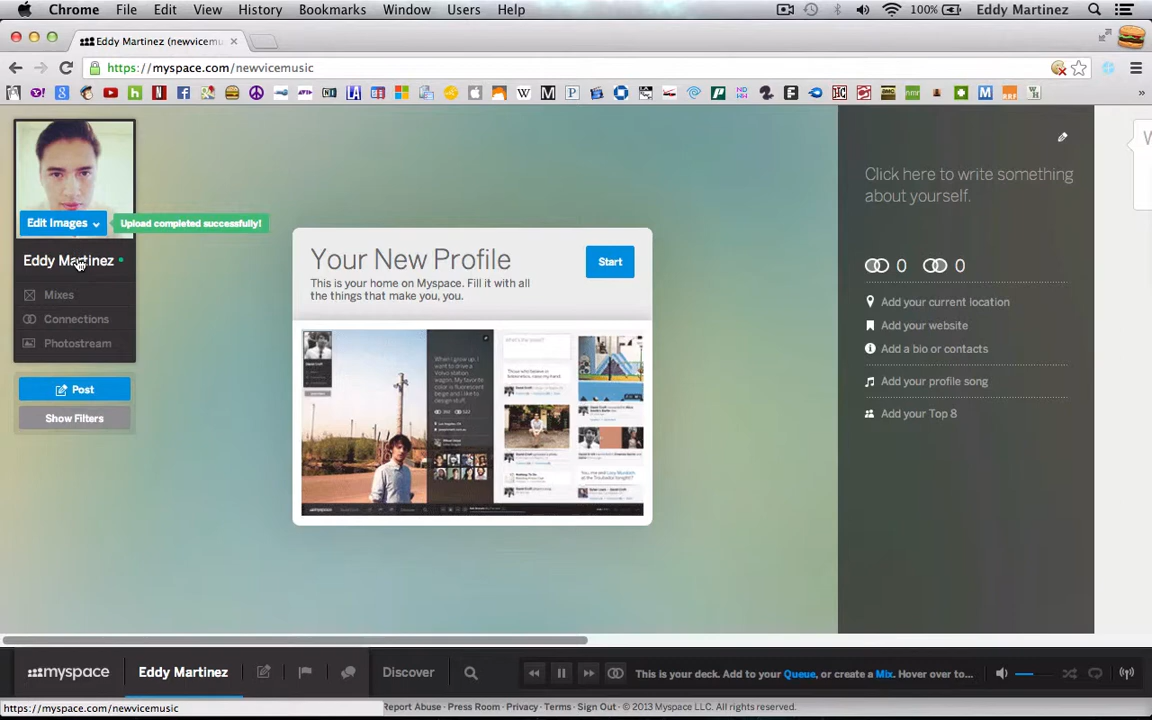 Chrome File Edit View History Bookmarks Window Users Help 100% Eddy Martinez
Eddy Martinez (newvicemu
https://myspace.com/newvicemusic
Edit Images
Upload completed successfully!
Eddy Martinez
Mixes
Connections
Photostream
Post
Show Filters
Your New Profile
This is your home on Myspace. Fill it with all
the things that make you, you.
Start
Click here to write something
about yourself.
0 0
Add your current location
Add your website
Add a bio or contacts
Add your profile song
Add your Top 8
myspace Eddy Martinez Discover
This is your deck. Add to your Queue, or create a Mix. Hover over to...
https://myspace.com/newvicemusic
Report Abuse · Press Room · Privacy · Terms · Sign Out · © 2013 Myspace LLC. All rights reserved.